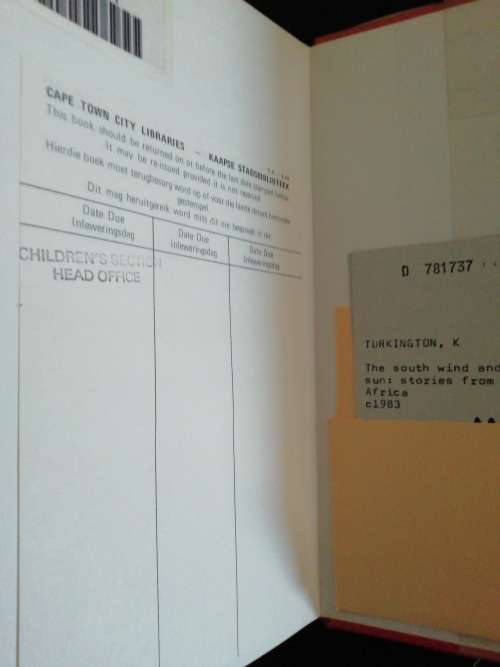 CAPE TOWN CITY LIBRARIES - KAAPSE STADSBIBLIOTEEK
This book should be returned on or before the last date stamped below.
It may be re-issued provided it is not reserved
Hierdie boek moet terugbesorg word op of voor die laaste datum hieronder
gestempel.
Dit mag heruitgereik word mits dit nie bespreek is nie
Date Due
Inleweringsdag
Date Due
Inleweringsdag
Date Due
Inleweringsdag
CHILDREN'S SECTION
HEAD OFFICE
D 781737
TURKINGTON, K
The south wind and
sun: stories from
Africa
c1983